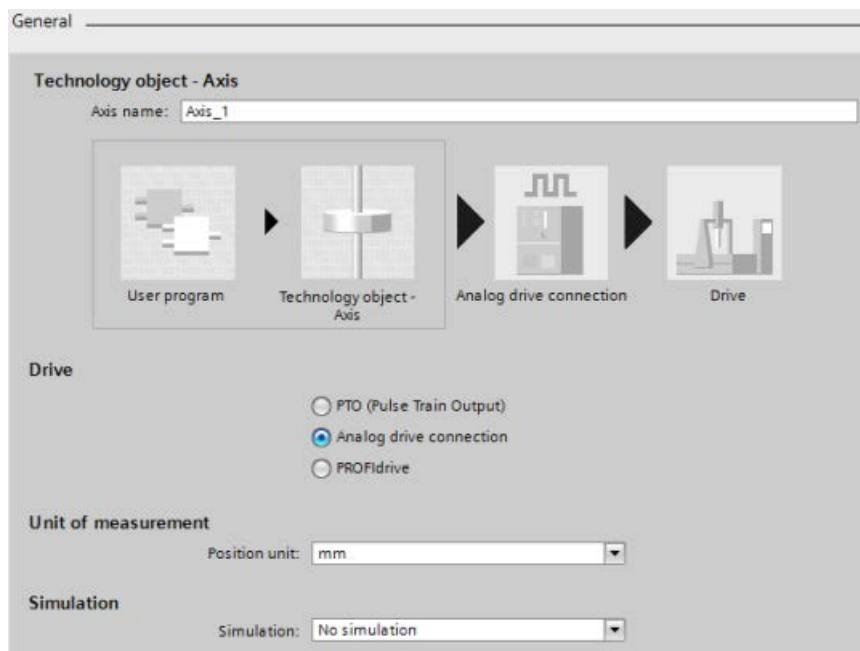 General
Technology object - Axis
Axis name: Axis_1
User program
Technology object -
Axis
Analog drive connection
Drive
Drive
PTO (Pulse Train Output)
Analog drive connection
PROFIdrive
Unit of measurement
Position unit: mm
Simulation
Simulation: No simulation